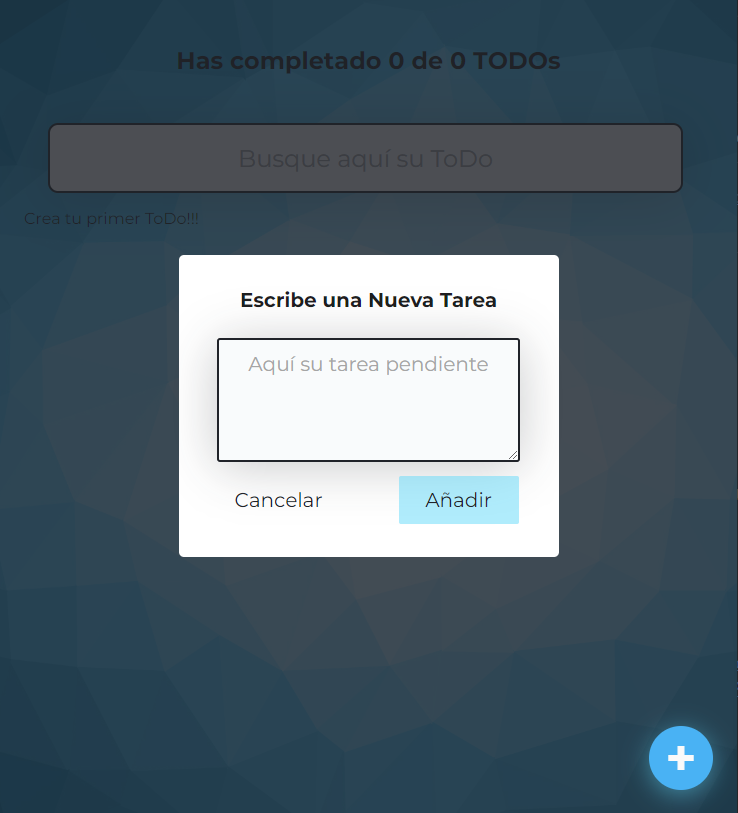 Has completado 0 de 0 TODOs
Busque aquí su ToDo
Crea tu primer ToDo!!!
Escribe una Nueva Tarea
Aquí su tarea pendiente
Cancelar
Añadir